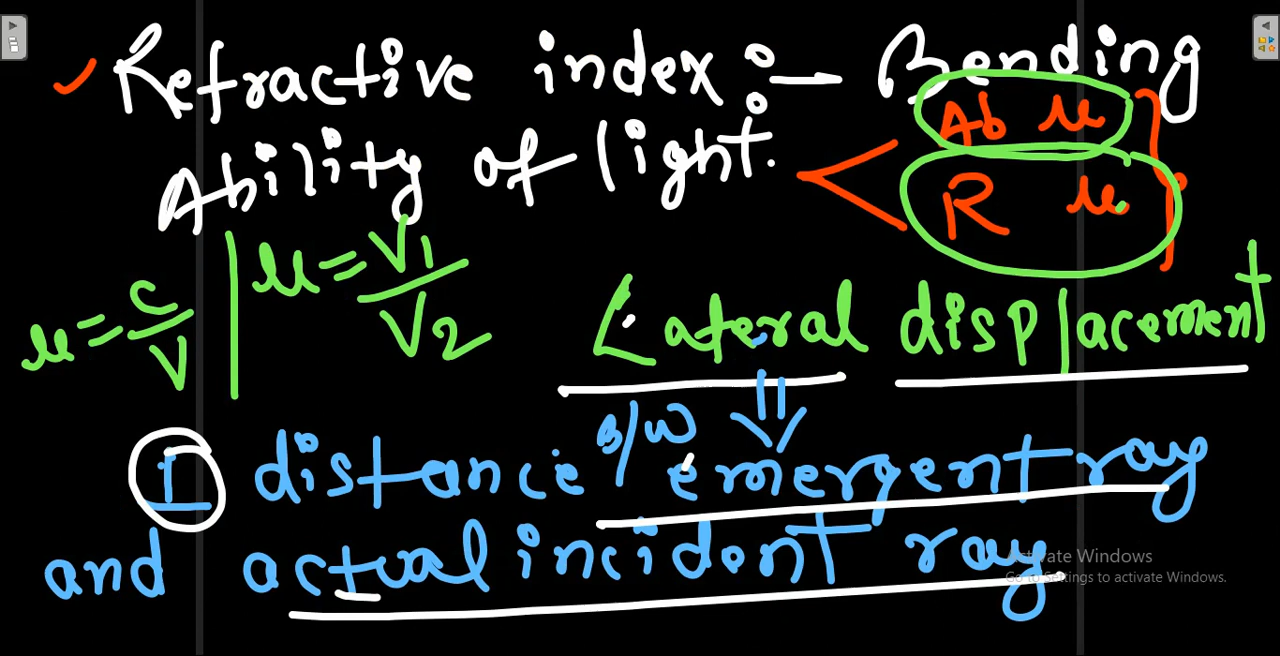 Refractive index :- Bending
Ability of light.
Ab μ
R μ
μ = C/V | μ = V1/V2
Lateral displacement
⊥ distance B/W emergent ray
and actual incident ray
Activate Windows
Go to Settings to activate Windows.